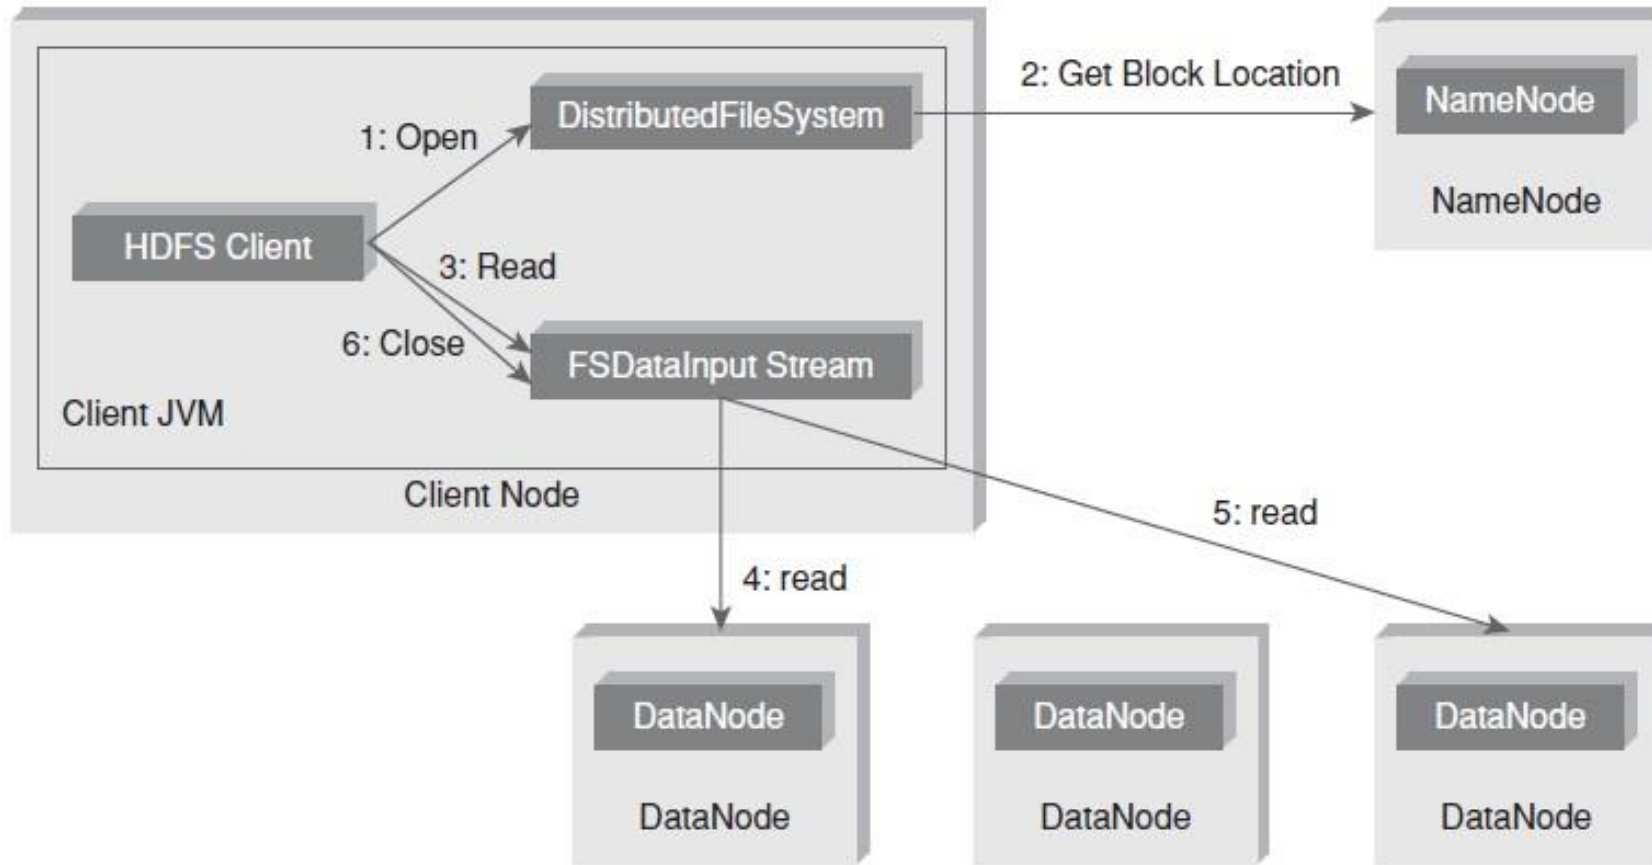 DistributedFileSystem
2: Get Block Location
NameNode
NameNode
1: Open
HDFS Client
3: Read
6: Close
FSDataInput Stream
Client JVM
Client Node
4: read
5: read
DataNode
DataNode
DataNode
DataNode
DataNode
DataNode